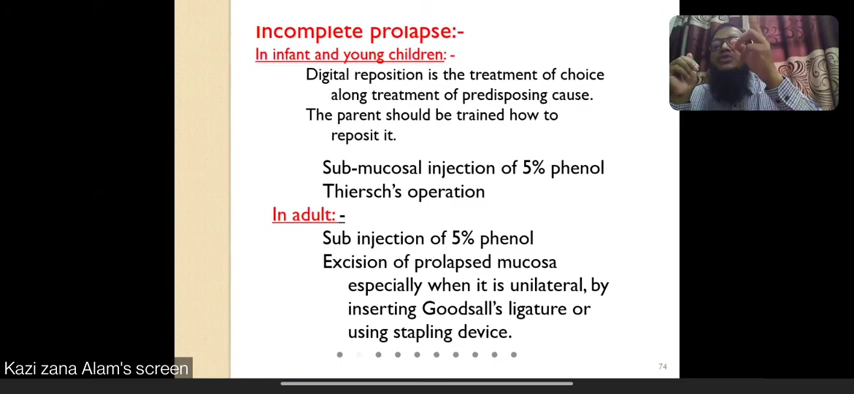 Incomplete prolapse:-
In infant and young children: -
Digital reposition is the treatment of choice
along treatment of predisposing cause.
The parent should be trained how to
reposit it.
Sub-mucosal injection of 5% phenol
Thiersch's operation
In adult: -
Sub injection of 5% phenol
Excision of prolapsed mucosa
especially when it is unilateral, by
inserting Goodsall's ligature or
using stapling device.
74
Kazi zana Alam's screen